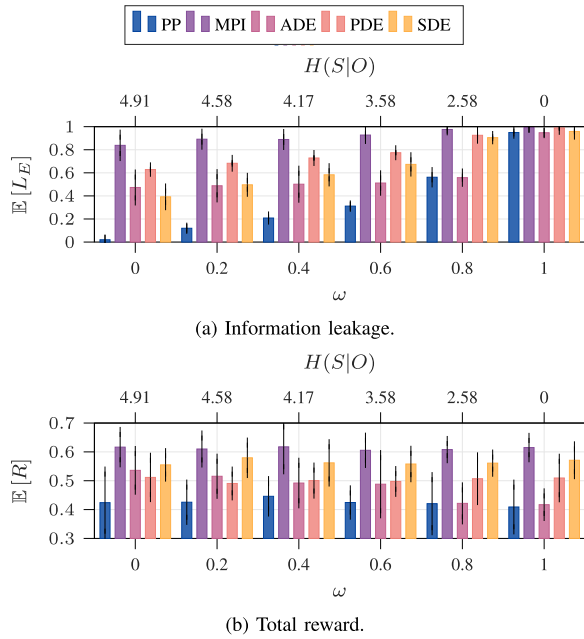 PP MPI ADE PDE SDE
H(S|O)
4.91 4.58 4.17 3.58 2.58 0
1
0.8
0.6
0.4
0.2
0
𝔼 [L_E]
0 0.2 0.4 0.6 0.8 1
ω
(a) Information leakage.
H(S|O)
4.91 4.58 4.17 3.58 2.58 0
0.7
0.6
0.5
0.4
0.3
𝔼 [R]
0 0.2 0.4 0.6 0.8 1
ω
(b) Total reward.